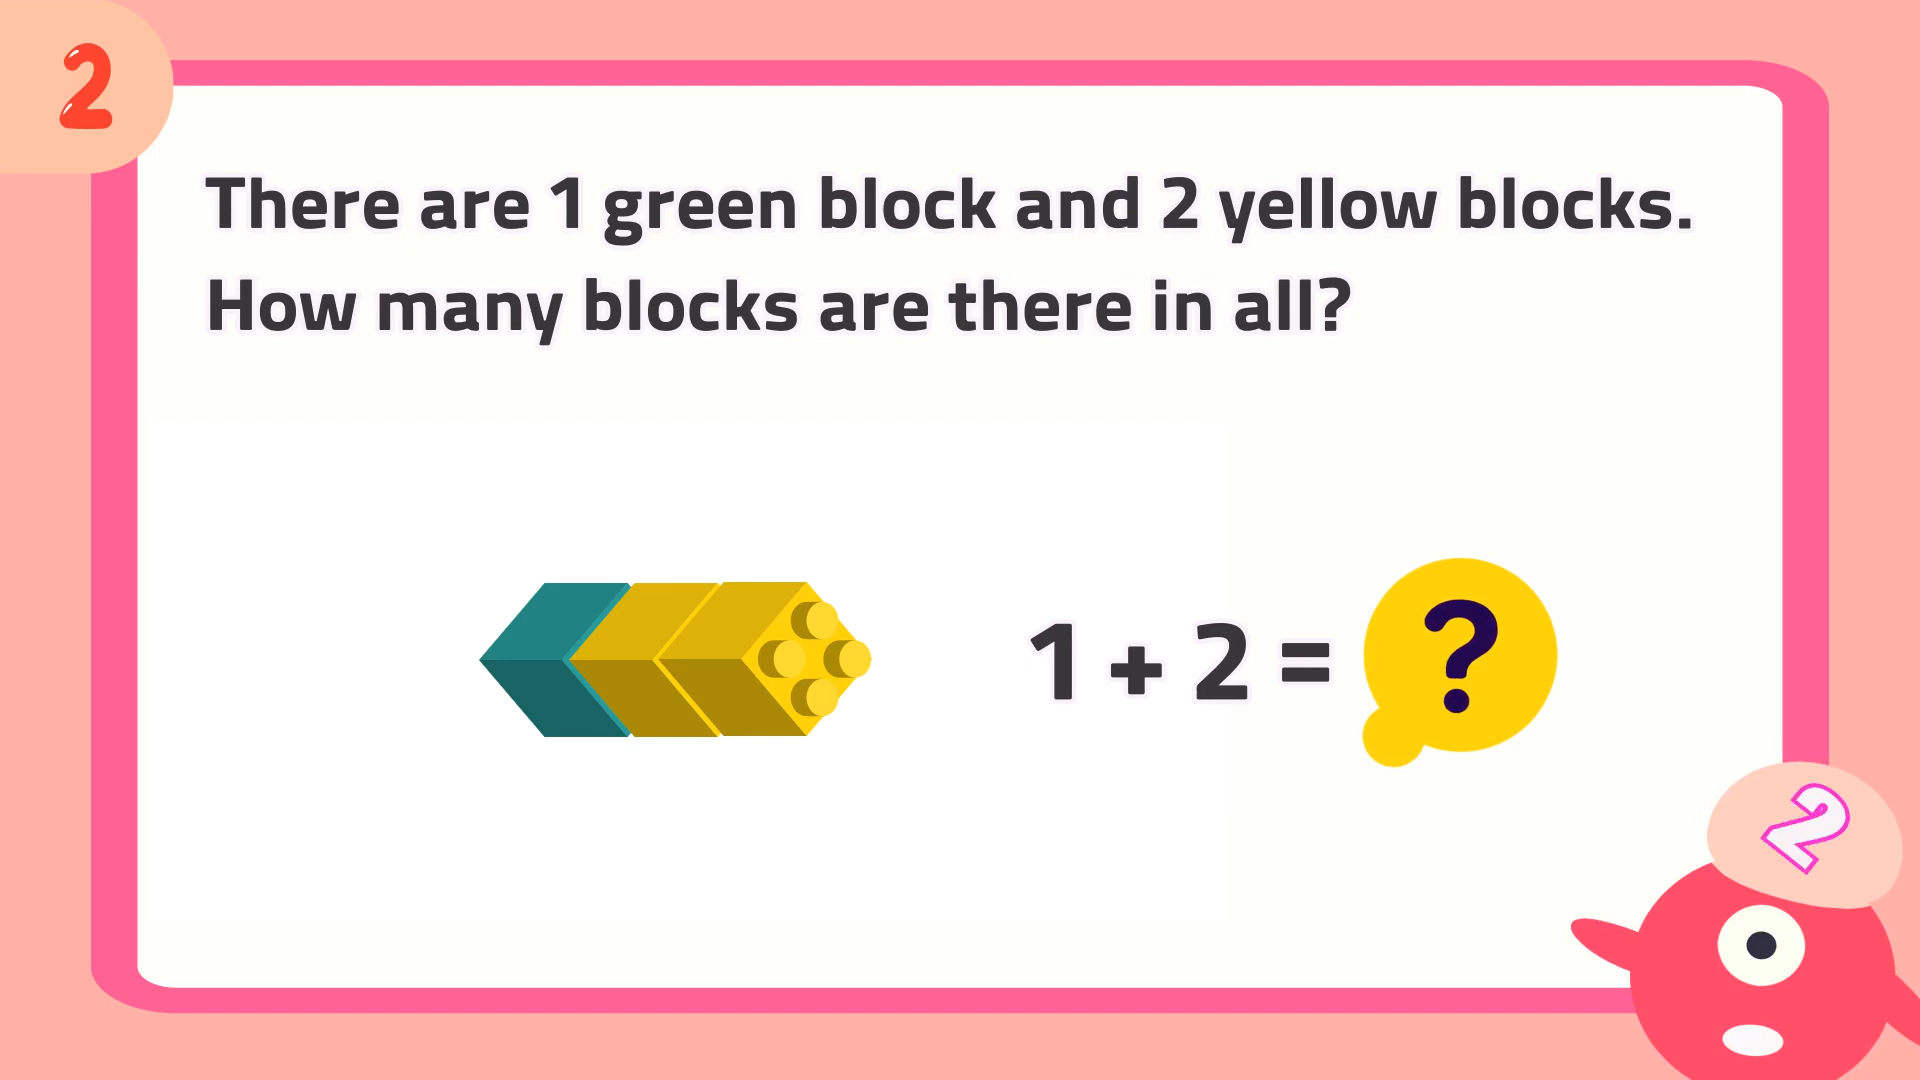 2
There are 1 green block and 2 yellow blocks.
How many blocks are there in all?
1 + 2 = ?
2